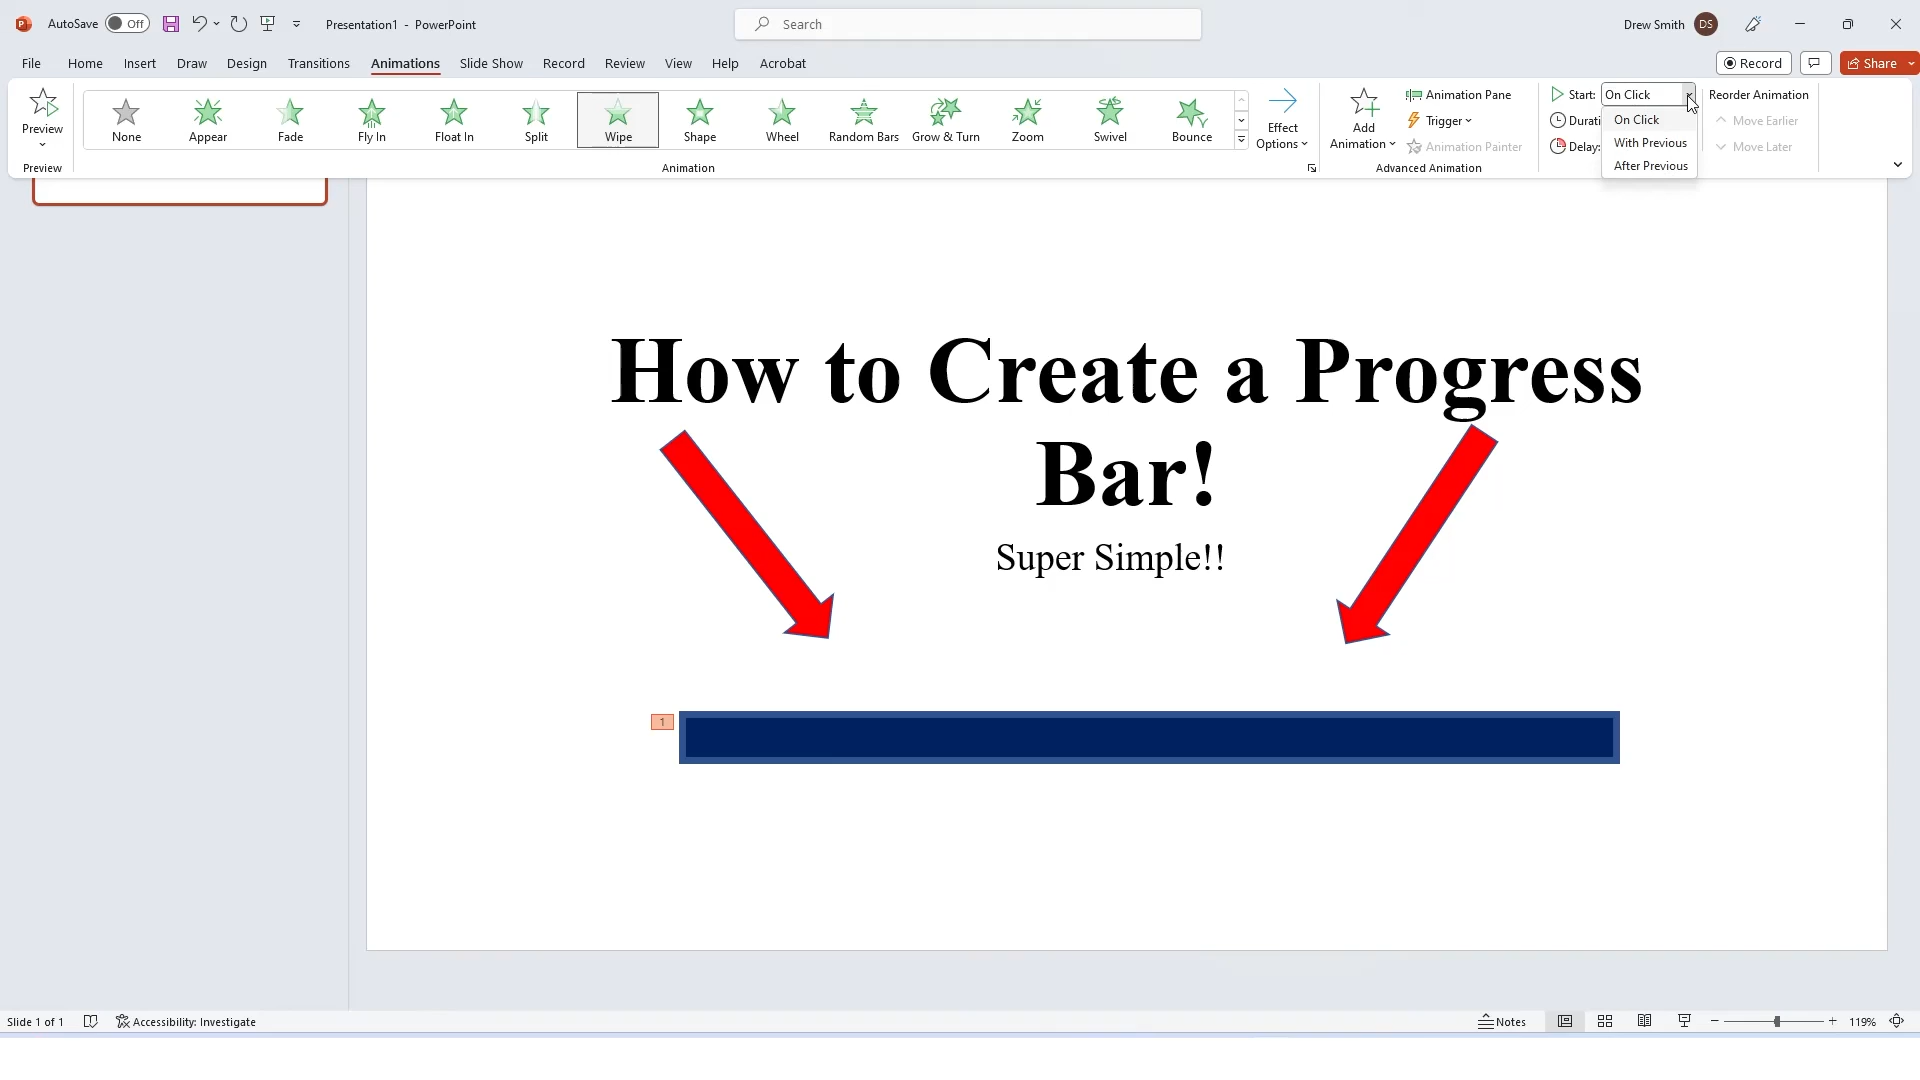 AutoSave Off Presentation1 - PowerPoint Search Drew Smith DS
File Home Insert Draw Design Transitions Animations Slide Show Record Review View Help Acrobat Record Share
Preview None Appear Fade Fly In Float In Split Wipe Shape Wheel Random Bars Grow & Turn Zoom Swivel Bounce
Effect
Options
Add
Animation
Animation Pane
Trigger
Animation Painter
Start: On Click
Durati
Delay:
On Click
With Previous
After Previous
Reorder Animation
Move Earlier
Move Later
Preview Animation Advanced Animation
How to Create a Progress
Bar!
Super Simple!!
1
Slide 1 of 1 Accessibility: Investigate Notes 119%